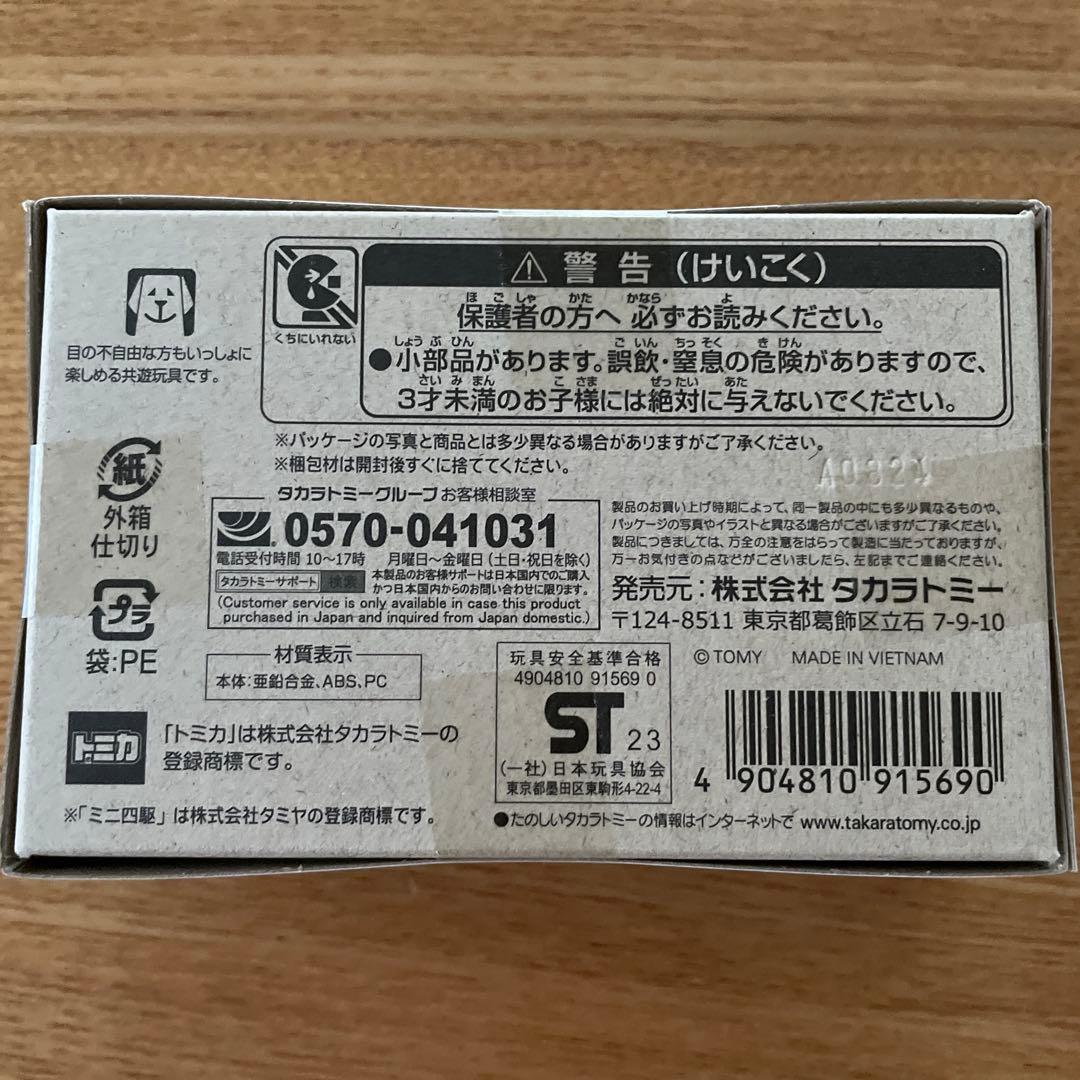 目の不自由な方もいっしょに
楽しめる共遊玩具です。
くちにいれない
警告（けいこく）
ほごしゃ かた かなら よ
保護者の方へ 必ずお読みください。
しょうぶひん ごいん ちっそく きけん
●小部品があります。誤飲・窒息の危険がありますので、
さいみまん こさま ぜったい あた
3才未満のお子様には絶対に与えないでください。
※パッケージの写真と商品とは多少異なる場合がありますがご了承ください。
※梱包材は開封後すぐに捨ててください。
紙
外箱
仕切り
プラ
袋:PE
タカラトミーグループ お客様相談室
0570-041031
電話受付時間 10〜17時 月曜日〜金曜日（土・日・祝日を除く）
タカラトミーサポート 検索
本製品のお客様サポートは日本国内でのご購入
かつ日本国内からのお問い合わせに限ります。
(Customer service is only available in case this product
purchased in Japan and inquired from Japan domestic.)
製品のお買い上げ時期によって、同一製品の中にも多少異なるものや、
パッケージの写真やイラストと異なる場合がございますがご了承ください。
製品につきましては、万全の注意をはらって製造に当たっておりますが、
万一お気付きの点などがございましたら、左記までご連絡ください。
発売元：株式会社 タカラトミー
〒124-8511 東京都葛飾区立石 7-9-10
材質表示
本体：亜鉛合金、ABS、PC
トミカ
「トミカ」は株式会社タカラトミーの
登録商標です。
※「ミニ四駆」は株式会社タミヤの登録商標です。
玩具安全基準合格
4904810 91569 0
ST 23
(一社)日本玩具協会
東京都墨田区東駒形4-22-4
© TOMY MADE IN VIETNAM
4 904810 915690
●たのしいタカラトミーの情報はインターネットで www.takaratomy.co.jp